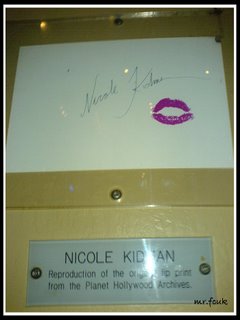 Nicole Kidman
NICOLE KIDMAN
Reproduction of the original lip print
from the Planet Hollywood Archives.
mr.fouk